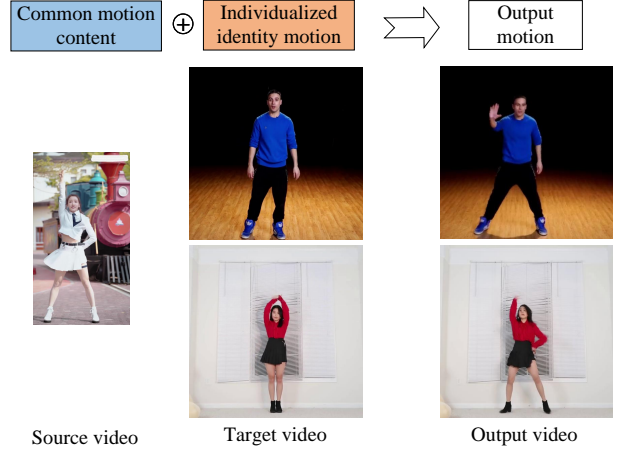 Common motion
content
Individualized
identity motion
Output
motion
Source video
Target video
Output video